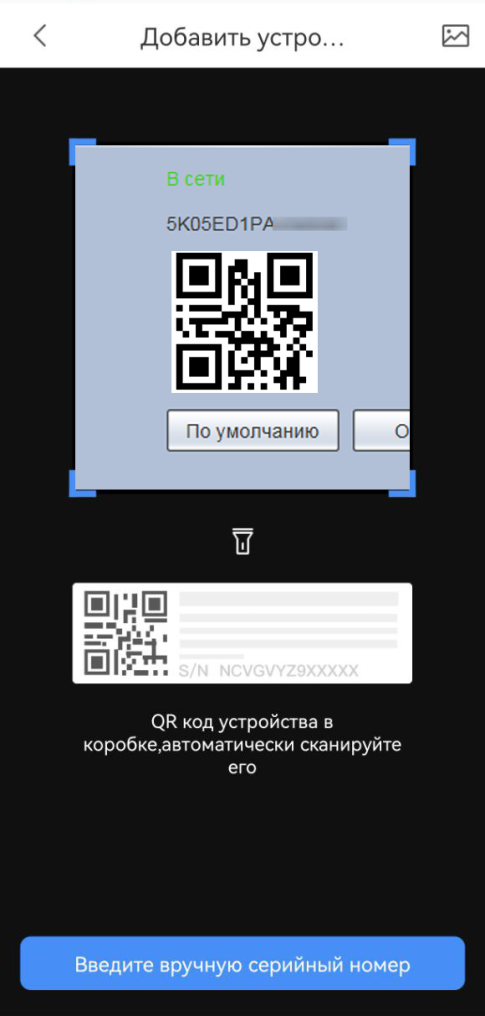 Добавить устро...
В сети
5K05ED1PA
По умолчанию
О
S/N NCVGVYZ9XXXXX
QR код устройства в
коробке,автоматически сканируйте
его
Введите вручную серийный номер